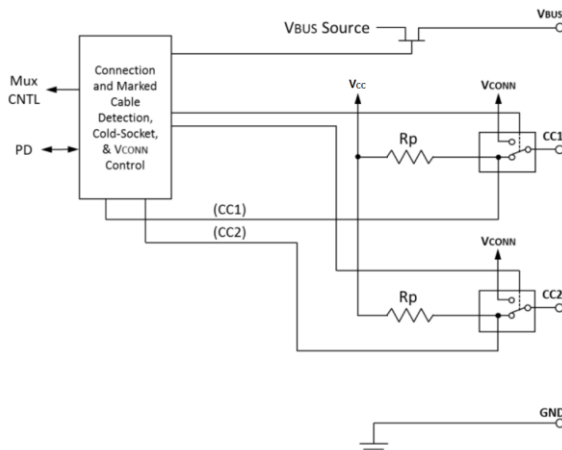 VBUS
VBUS Source
Mux
CNTL
PD
Connection
and Marked
Cable
Detection,
Cold-Socket,
& VCONN
Control
VCC
VCONN
Rp
CC1
(CC1)
(CC2)
VCONN
Rp
CC2
GND